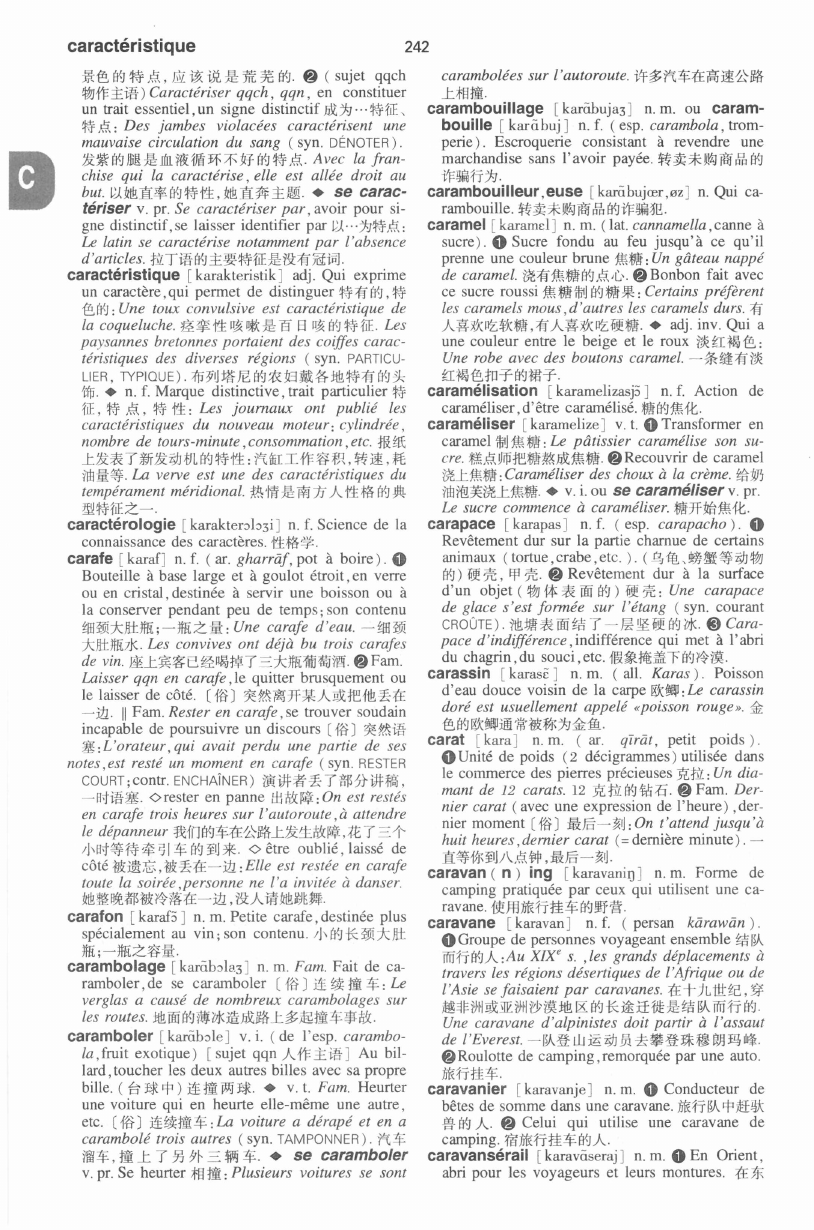 caractéristique
242
景色的特点,应该说是荒芜的. ❷ ( sujet qqch
物作主语) Caractériser qqch, qqn, en constituer
un trait essentiel,un signe distinctif 成为…特征、
特点: Des jambes violacées caractérisent une
mauvaise circulation du sang ( syn. DÉNOTER).
发紫的腿是血液循环不好的特点. Avec la fran-
chise qui la caractérise, elle est allée droit au
but. 以她直率的特性,她直奔主题. ◆ se carac-
tériser v. pr. Se caractériser par, avoir pour si-
gne distinctif,se laisser identifier par 以…为特点:
Le latin se caractérise notamment par l'absence
d'articles. 拉丁语的主要特征是没有冠词.
caractéristique [ karakteristik] adj. Qui exprime
un caractère,qui permet de distinguer 特有的,特
色的: Une toux convulsive est caractéristique de
la coqueluche. 痉挛性咳嗽是百日咳的特征. Les
paysannes bretonnes portaient des coiffes carac-
téristiques des diverses régions ( syn. PARTICU-
LIER, TYPIQUE). 布列塔尼的农妇戴各地特有的头
饰. ◆ n. f. Marque distinctive, trait particulier 特
征,特点,特性: Les journaux ont publié les
caractéristiques du nouveau moteur: cylindrée,
nombre de tours-minute ,consommation ,etc. 报纸
上发表了新发动机的特性:汽缸工作容积,转速,耗
油量等. La verve est une des caractéristiques du
tempérament méridional. 热情是南方人性格的典
型特征之一.
caractérologie [ karakterɔlɔʒi] n. f. Science de la
connaissance des caractères. 性格学.
carafe [ karaf] n. f. ( ar. gharrāf, pot à boire). ❶
Bouteille à base large et à goulot étroit,en verre
ou en cristal,destinée à servir une boisson ou à
la conserver pendant peu de temps; son contenu
细颈大肚瓶;一瓶之量: Une carafe d'eau. 一细颈
大肚瓶水. Les convives ont déjà bu trois carafes
de vin. 座上宾客已经喝掉了三大瓶葡萄酒. ❷ Fam.
Laisser qqn en carafe,le quitter brusquement ou
le laisser de côté. 〔俗〕突然离开某人或把他丢在
一边. ‖ Fam. Rester en carafe, se trouver soudain
incapable de poursuivre un discours〔俗〕突然语
塞: L'orateur, qui avait perdu une partie de ses
notes ,est resté un moment en carafe ( syn. RESTER
COURT; contr. ENCHAÎNER) 演讲者丢了部分讲稿,
一时语塞. ◇ rester en panne 出故障: On est restés
en carafe trois heures sur l'autoroute ,à attendre
le dépanneur 我们的车在公路上发生故障,花了三个
小时等待牵引车的到来. ◇ être oublié, laissé de
côté 被遗忘,被丢在一边: Elle est restée en carafe
toute la soirée ,personne ne l'a invitée à danser.
她整晚都被冷落在一边,没人请她跳舞.
carafon [ karafɔ̃] n. m. Petite carafe, destinée plus
spécialement au vin; son contenu. 小的长颈大肚
瓶;一瓶之容量.
carambolage [ karɑ̃bɔlaʒ] n. m. Fam. Fait de ca-
ramboler, de se caramboler〔俗〕连续撞车: Le
verglas a causé de nombreux carambolages sur
les routes. 地面的薄冰造成路上多起撞车事故.
caramboler [ karɑ̃bɔle] v. i. ( de l'esp. carambo-
la ,fruit exotique) [ sujet qqn 人作主语] Au bil-
lard, toucher les deux autres billes avec sa propre
bille. (台球中) 连撞两球. ◆ v. t. Fam. Heurter
une voiture qui en heurte elle-même une autre,
etc.〔俗〕连续撞车: La voiture a dérapé et en a
carambolé trois autres ( syn. TAMPONNER). 汽车
溜车,撞上了另外三辆车. ◆ se caramboler
v. pr. Se heurter 相撞: Plusieurs voitures se sont
C
carambolées sur l'autoroute. 许多汽车在高速公路
上相撞.
carambouillage [ karɑ̃bujaʒ] n. m. ou caram-
bouille [ karɑ̃buj] n. f. ( esp. carambola, trom-
perie). Escroquerie consistant à revendre une
marchandise sans l'avoir payée. 转卖未购商品的
诈骗行为.
carambouilleur,euse [ karɑ̃bujœr,øz] n. Qui ca-
rambouille. 转卖未购商品的诈骗犯.
caramel [ karamɛl] n. m. ( lat. cannamella,canne à
sucre). ❶ Sucre fondu au feu jusqu'à ce qu'il
prenne une couleur brune 焦糖: Un gâteau nappé
de caramel. 浇有焦糖的点心. ❷ Bonbon fait avec
ce sucre roussi 焦糖制的糖果: Certains préfèrent
les caramels mous, d'autres les caramels durs. 有
人喜欢吃软糖,有人喜欢吃硬糖. ◆ adj. inv. Qui a
une couleur entre le beige et le roux 淡红褐色:
Une robe avec des boutons caramel. 一条缝有淡
红褐色扣子的裙子.
caramélisation [ karamelizasjɔ̃] n. f. Action de
caraméliser,d'être caramélisé. 糖的焦化.
caraméliser [ karamelize] v. t. ❶ Transformer en
caramel 制焦糖: Le pâtissier caramélise son su-
cre. 糕点师把糖熬成焦糖. ❷ Recouvrir de caramel
浇上焦糖: Caraméliser des choux à la crème. 给奶
油泡芙浇上焦糖. ◆ v. i. ou se caraméliser v. pr.
Le sucre commence à caraméliser. 糖开始焦化.
carapace [ karapas] n. f. ( esp. carapacho). ❶
Revêtement dur sur la partie charnue de certains
animaux ( tortue,crabe,etc. ). (乌龟、螃蟹等动物
的) 硬壳, 甲壳. ❷ Revêtement dur à la surface
d'un objet (物体表面的) 硬壳: Une carapace
de glace s'est formée sur l'étang ( syn. courant
CROÛTE). 池塘表面结了一层坚硬的冰. ❸ Cara-
pace d'indifférence,indifférence qui met à l'abri
du chagrin,du souci,etc. 假象掩盖下的冷漠.
carassin [ karasɛ̃] n. m. ( all. Karas). Poisson
d'eau douce voisin de la carpe 欧鲫: Le carassin
doré est usuellement appelé «poisson rouge». 金
色的欧鲫通常被称为金鱼.
carat [ kara] n. m. ( ar. qīrāt, petit poids).
❶ Unité de poids (2 décigrammes) utilisée dans
le commerce des pierres précieuses 克拉: Un dia-
mant de 12 carats. 12 克拉的钻石. ❷ Fam. Der-
nier carat ( avec une expression de l'heure) ,der-
nier moment〔俗〕最后一刻: On t'attend jusqu'à
huit heures ,dernier carat (= dernière minute). 一
直等你到八点钟,最后一刻.
caravan ( n ) ing [ karavaniŋ] n. m. Forme de
camping pratiquée par ceux qui utilisent une ca-
ravane. 使用旅行挂车的野营.
caravane [ karavan] n. f. ( persan kārawān).
❶ Groupe de personnes voyageant ensemble 结队
而行的人: Au XIXe s. ,les grands déplacements à
travers les régions désertiques de l'Afrique ou de
l'Asie se faisaient par caravanes. 在十九世纪,穿
越非洲或亚洲沙漠地区的长途迁徙是结队而行的.
Une caravane d'alpinistes doit partir à l'assaut
de l'Everest. 一队登山运动员去攀登珠穆朗玛峰.
❷ Roulotte de camping,remorquée par une auto.
旅行挂车.
caravanier [ karavanje] n. m. ❶ Conducteur de
bêtes de somme dans une caravane. 旅行队中赶驮
兽的人. ❷ Celui qui utilise une caravane de
camping. 宿旅行挂车的人.
caravansérail [ karavɑ̃seraj] n. m. ❶ En Orient,
abri pour les voyageurs et leurs montures. 在东